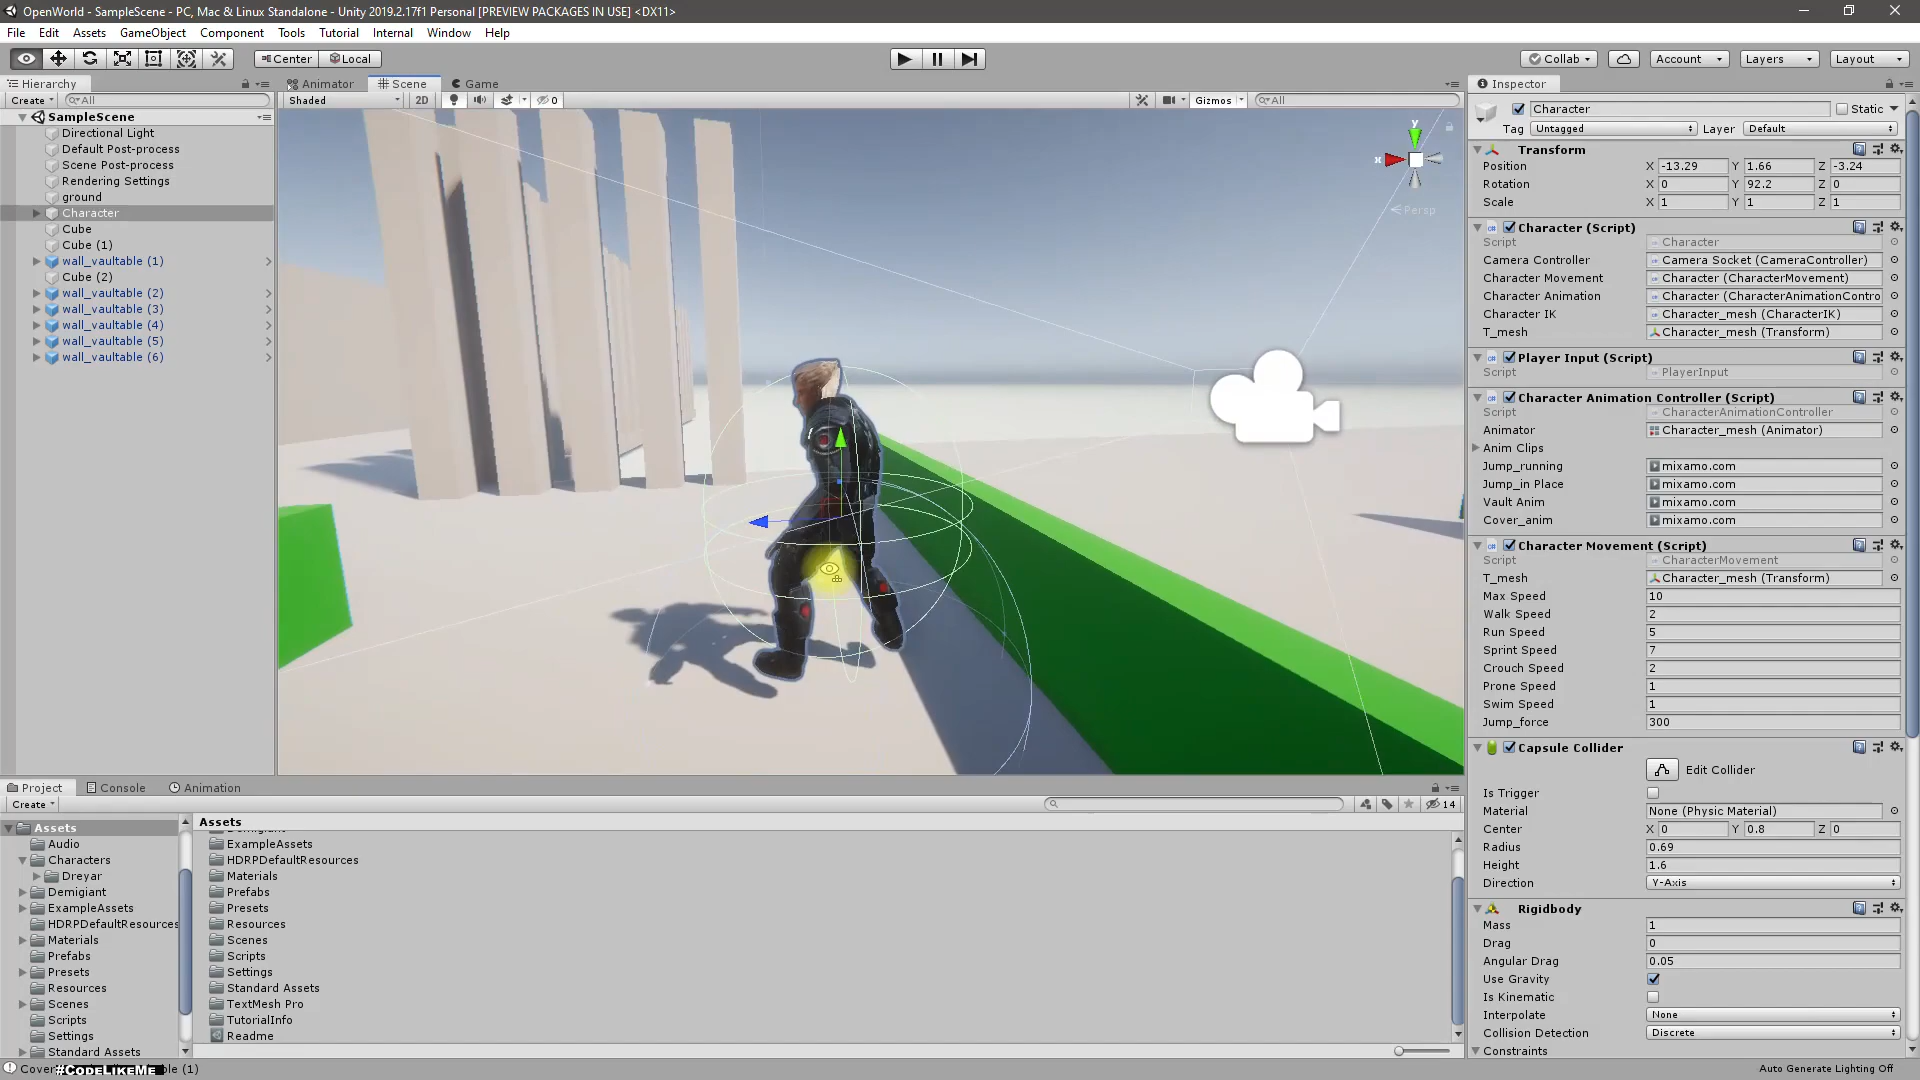 OpenWorld - SampleScene - PC, Mac & Linux Standalone - Unity 2019.2.17f1 Personal [PREVIEW PACKAGES IN USE] <DX11>
File Edit Assets GameObject Component Tools Tutorial Internal Window Help
Center Local Collab Account Layers Layout
Hierarchy Animator Scene Game Inspector
Create All Shaded 2D 0 Gizmos All
SampleScene
Directional Light
Default Post-process
Scene Post-process
Rendering Settings
ground
Character
Cube
Cube (1)
wall_vaultable (1)
Cube (2)
wall_vaultable (2)
wall_vaultable (3)
wall_vaultable (4)
wall_vaultable (5)
wall_vaultable (6)
y
x
Persp
Character Static
Tag Untagged Layer Default
Transform
Position X -13.29 Y 1.66 Z -3.24
Rotation X 0 Y 92.2 Z 0
Scale X 1 Y 1 Z 1
Character (Script)
Script Character
Camera Controller Camera Socket (CameraController)
Character Movement Character (CharacterMovement)
Character Animation Character (CharacterAnimationContro
Character IK Character_mesh (CharacterIK)
T_mesh Character_mesh (Transform)
Player Input (Script)
Script PlayerInput
Character Animation Controller (Script)
Script CharacterAnimationController
Animator Character_mesh (Animator)
Anim Clips
Jump_running mixamo.com
Jump_in Place mixamo.com
Vault Anim mixamo.com
Cover_anim mixamo.com
Character Movement (Script)
Script CharacterMovement
T_mesh Character_mesh (Transform)
Max Speed 10
Walk Speed 2
Run Speed 5
Sprint Speed 7
Crouch Speed 2
Prone Speed 1
Swim Speed 1
Jump_force 300
Capsule Collider
Edit Collider
Is Trigger
Material None (Physic Material)
Center X 0 Y 0.8 Z 0
Radius 0.69
Height 1.6
Direction Y-Axis
Rigidbody
Mass 1
Drag 0
Angular Drag 0.05
Use Gravity
Is Kinematic
Interpolate None
Collision Detection Discrete
Constraints
Project Console Animation
Create 14
Assets
Audio
Characters
Dreyar
Demigiant
ExampleAssets
HDRPDefaultResources
Materials
Prefabs
Presets
Resources
Scenes
Scripts
Settings
Standard Assets
Assets
ExampleAssets
HDRPDefaultResources
Materials
Prefabs
Presets
Resources
Scenes
Scripts
Settings
Standard Assets
TextMesh Pro
TutorialInfo
Readme
Cover #CodeLikeMe ble (1)
Auto Generate Lighting Off